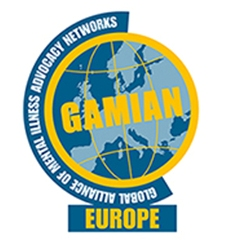 GLOBAL ALLIANCE OF MENTAL ILLNESS ADVOCACY NETWORKS
GAMIAN
EUROPE